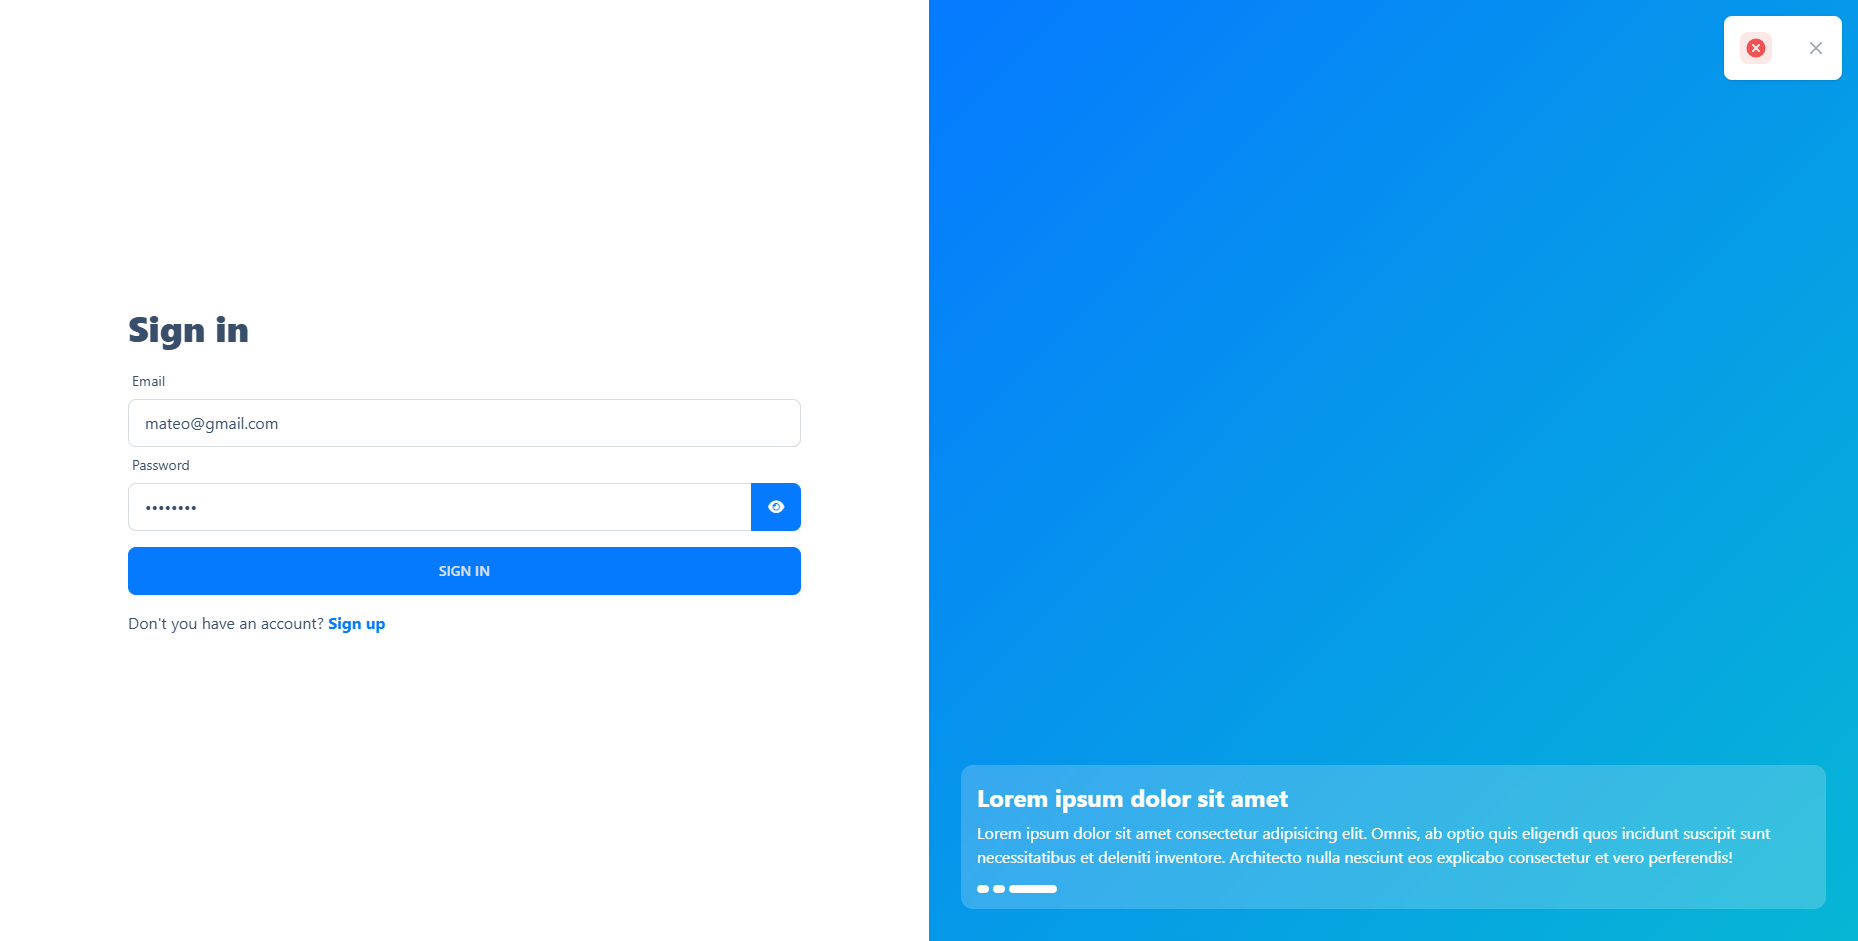 Sign in
Email
mateo@gmail.com
Password
••••••••
SIGN IN
Don't you have an account? Sign up
Lorem ipsum dolor sit amet
Lorem ipsum dolor sit amet consectetur adipisicing elit. Omnis, ab optio quis eligendi quos incidunt suscipit sunt
necessitatibus et deleniti inventore. Architecto nulla nesciunt eos explicabo consectetur et vero perferendis!